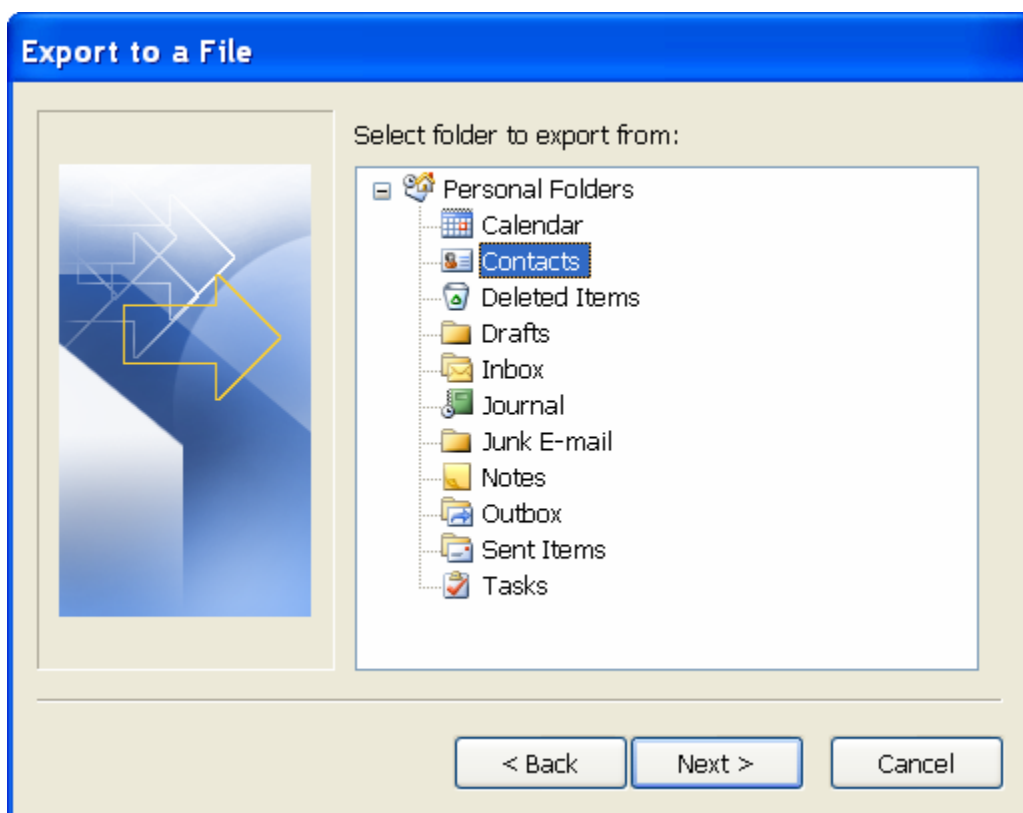 Export to a File
Select folder to export from:
Personal Folders
Calendar
Contacts
Deleted Items
Drafts
Inbox
Journal
Junk E-mail
Notes
Outbox
Sent Items
Tasks
< Back Next > Cancel